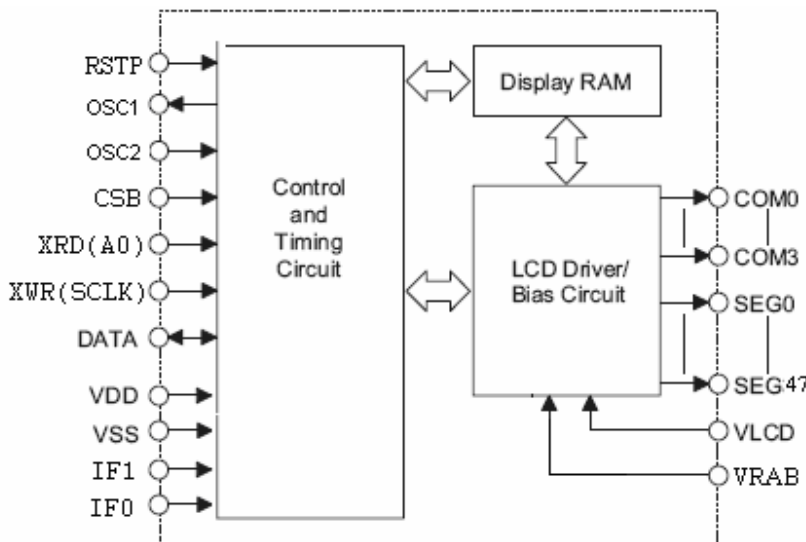 RSTP
OSC1
OSC2
CSB
XRD(A0)
XWR(SCLK)
DATA
VDD
VSS
IF1
IF0
Control
and
Timing
Circuit
Display RAM
LCD Driver/
Bias Circuit
COM0
COM3
SEG0
SEG47
VLCD
VRAB